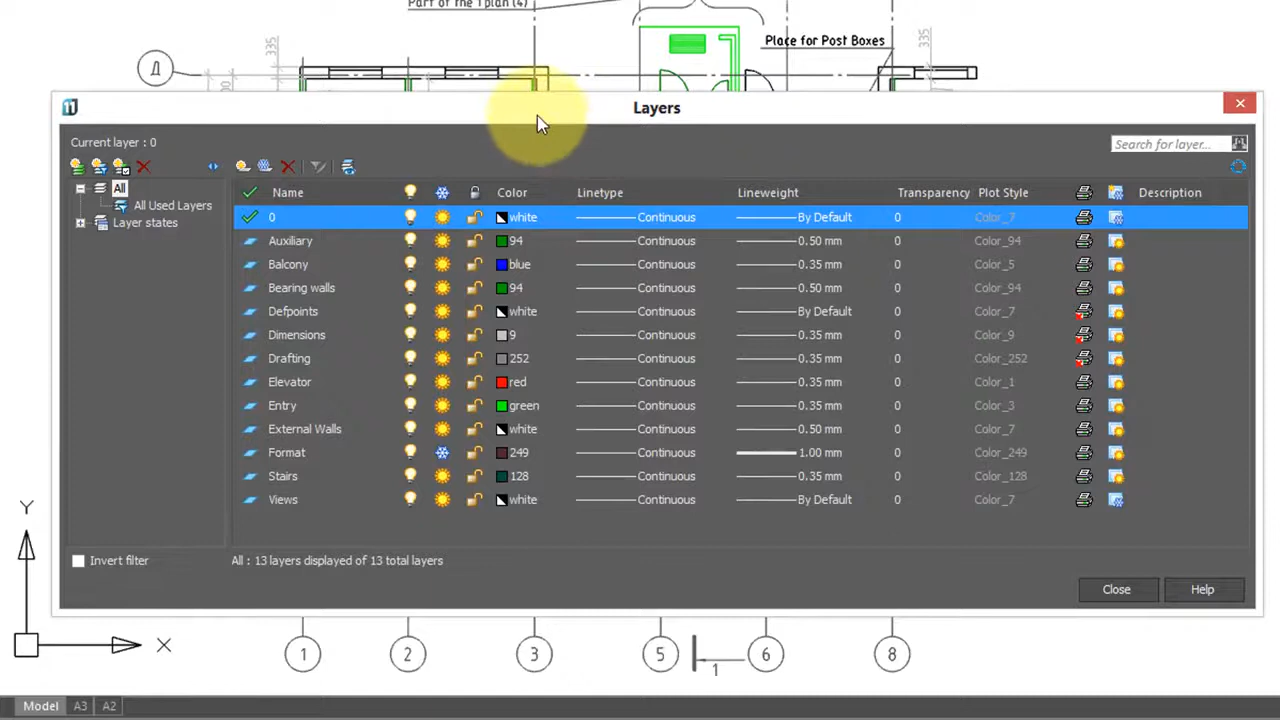 Part of the 1 plan (4)
Place for Post Boxes
335
335
Д
Layers
Current layer : 0
Search for layer...
All
All Used Layers
Layer states
Name Color Linetype Lineweight Transparency Plot Style Description
0 white Continuous By Default 0 Color_7
Auxiliary 94 Continuous 0.50 mm 0 Color_94
Balcony blue Continuous 0.35 mm 0 Color_5
Bearing walls 94 Continuous 0.50 mm 0 Color_94
Defpoints white Continuous By Default 0 Color_7
Dimensions 9 Continuous 0.35 mm 0 Color_9
Drafting 252 Continuous 0.35 mm 0 Color_252
Elevator red Continuous 0.35 mm 0 Color_1
Entry green Continuous 0.35 mm 0 Color_3
External Walls white Continuous 0.50 mm 0 Color_7
Format 249 Continuous 1.00 mm 0 Color_249
Stairs 128 Continuous 0.35 mm 0 Color_128
Views white Continuous By Default 0 Color_7
Invert filter
All : 13 layers displayed of 13 total layers
Close Help
Y
X
1 2 3 5 6 8
1
Model A3 A2